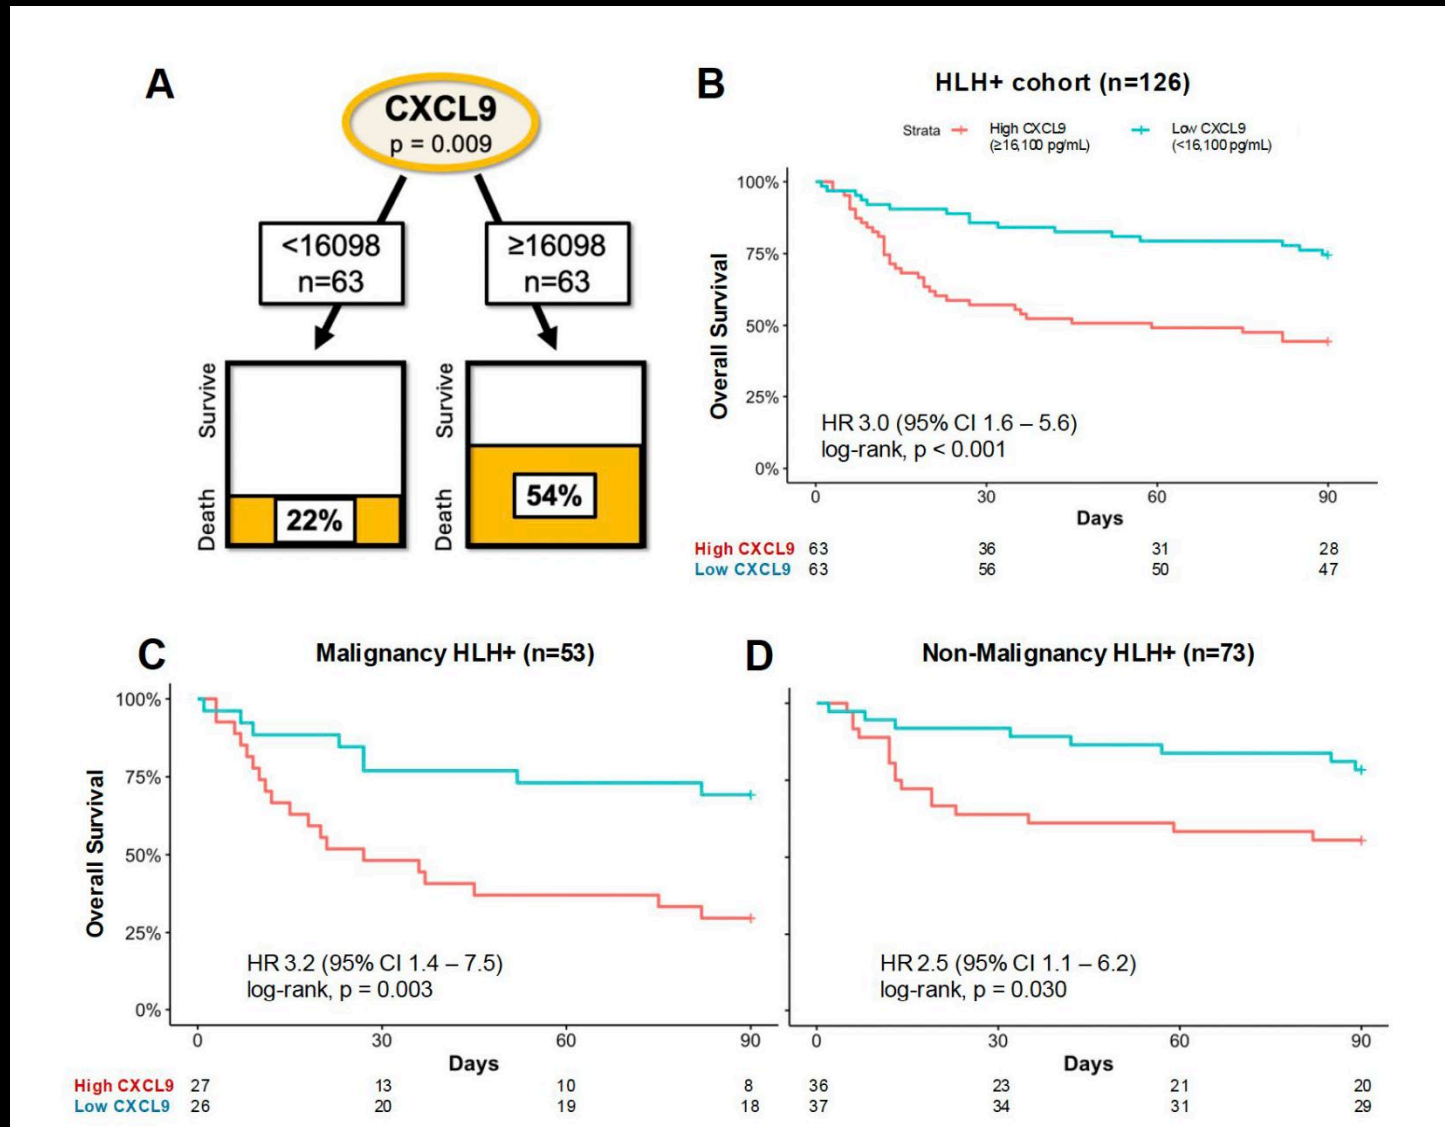 A
CXCL9
p = 0.009
<16098
n=63
≥16098
n=63
Survive
Death
22%
Survive
Death
54%
B
HLH+ cohort (n=126)
Strata
High CXCL9
(≥16,100 pg/mL)
Low CXCL9
(<16,100 pg/mL)
Overall Survival
100%
75%
50%
25%
0%
HR 3.0 (95% CI 1.6 – 5.6)
log-rank, p < 0.001
0 30 60 90
Days
High CXCL9 63 36 31 28
Low CXCL9 63 56 50 47
C
Malignancy HLH+ (n=53)
Overall Survival
100%
75%
50%
25%
0%
HR 3.2 (95% CI 1.4 – 7.5)
log-rank, p = 0.003
0 30 60 90
Days
High CXCL9 27 13 10 8
Low CXCL9 26 20 19 18
D
Non-Malignancy HLH+ (n=73)
HR 2.5 (95% CI 1.1 – 6.2)
log-rank, p = 0.030
0 30 60 90
Days
36 23 21 20
37 34 31 29